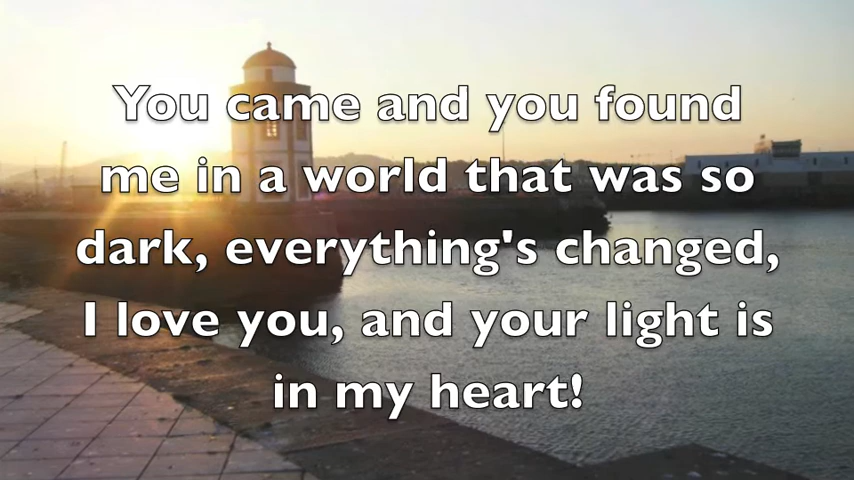 You came and you found
me in a world that was so
dark, everything's changed,
I love you, and your light is
in my heart!